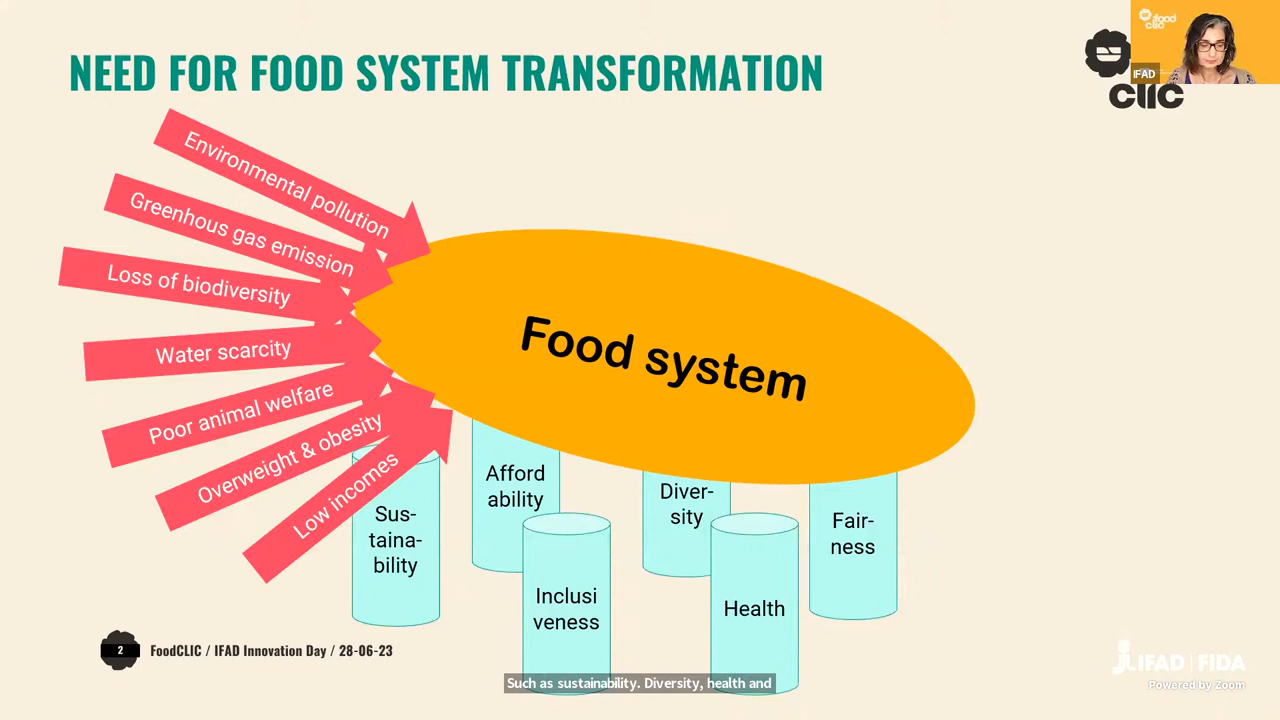 NEED FOR FOOD SYSTEM TRANSFORMATION
food
clic
IFAD
clic
Environmental pollution
Greenhous gas emission
Loss of biodiversity
Water scarcity
Poor animal welfare
Overweight & obesity
Low incomes
Food system
Sus-
taina-
bility
Afford
ability
Inclusi
veness
Diver-
sity
Health
Fair-
ness
2
FoodCLIC / IFAD Innovation Day / 28-06-23
Such as sustainability. Diversity, health and
IFAD | FIDA
Powered by Zoom